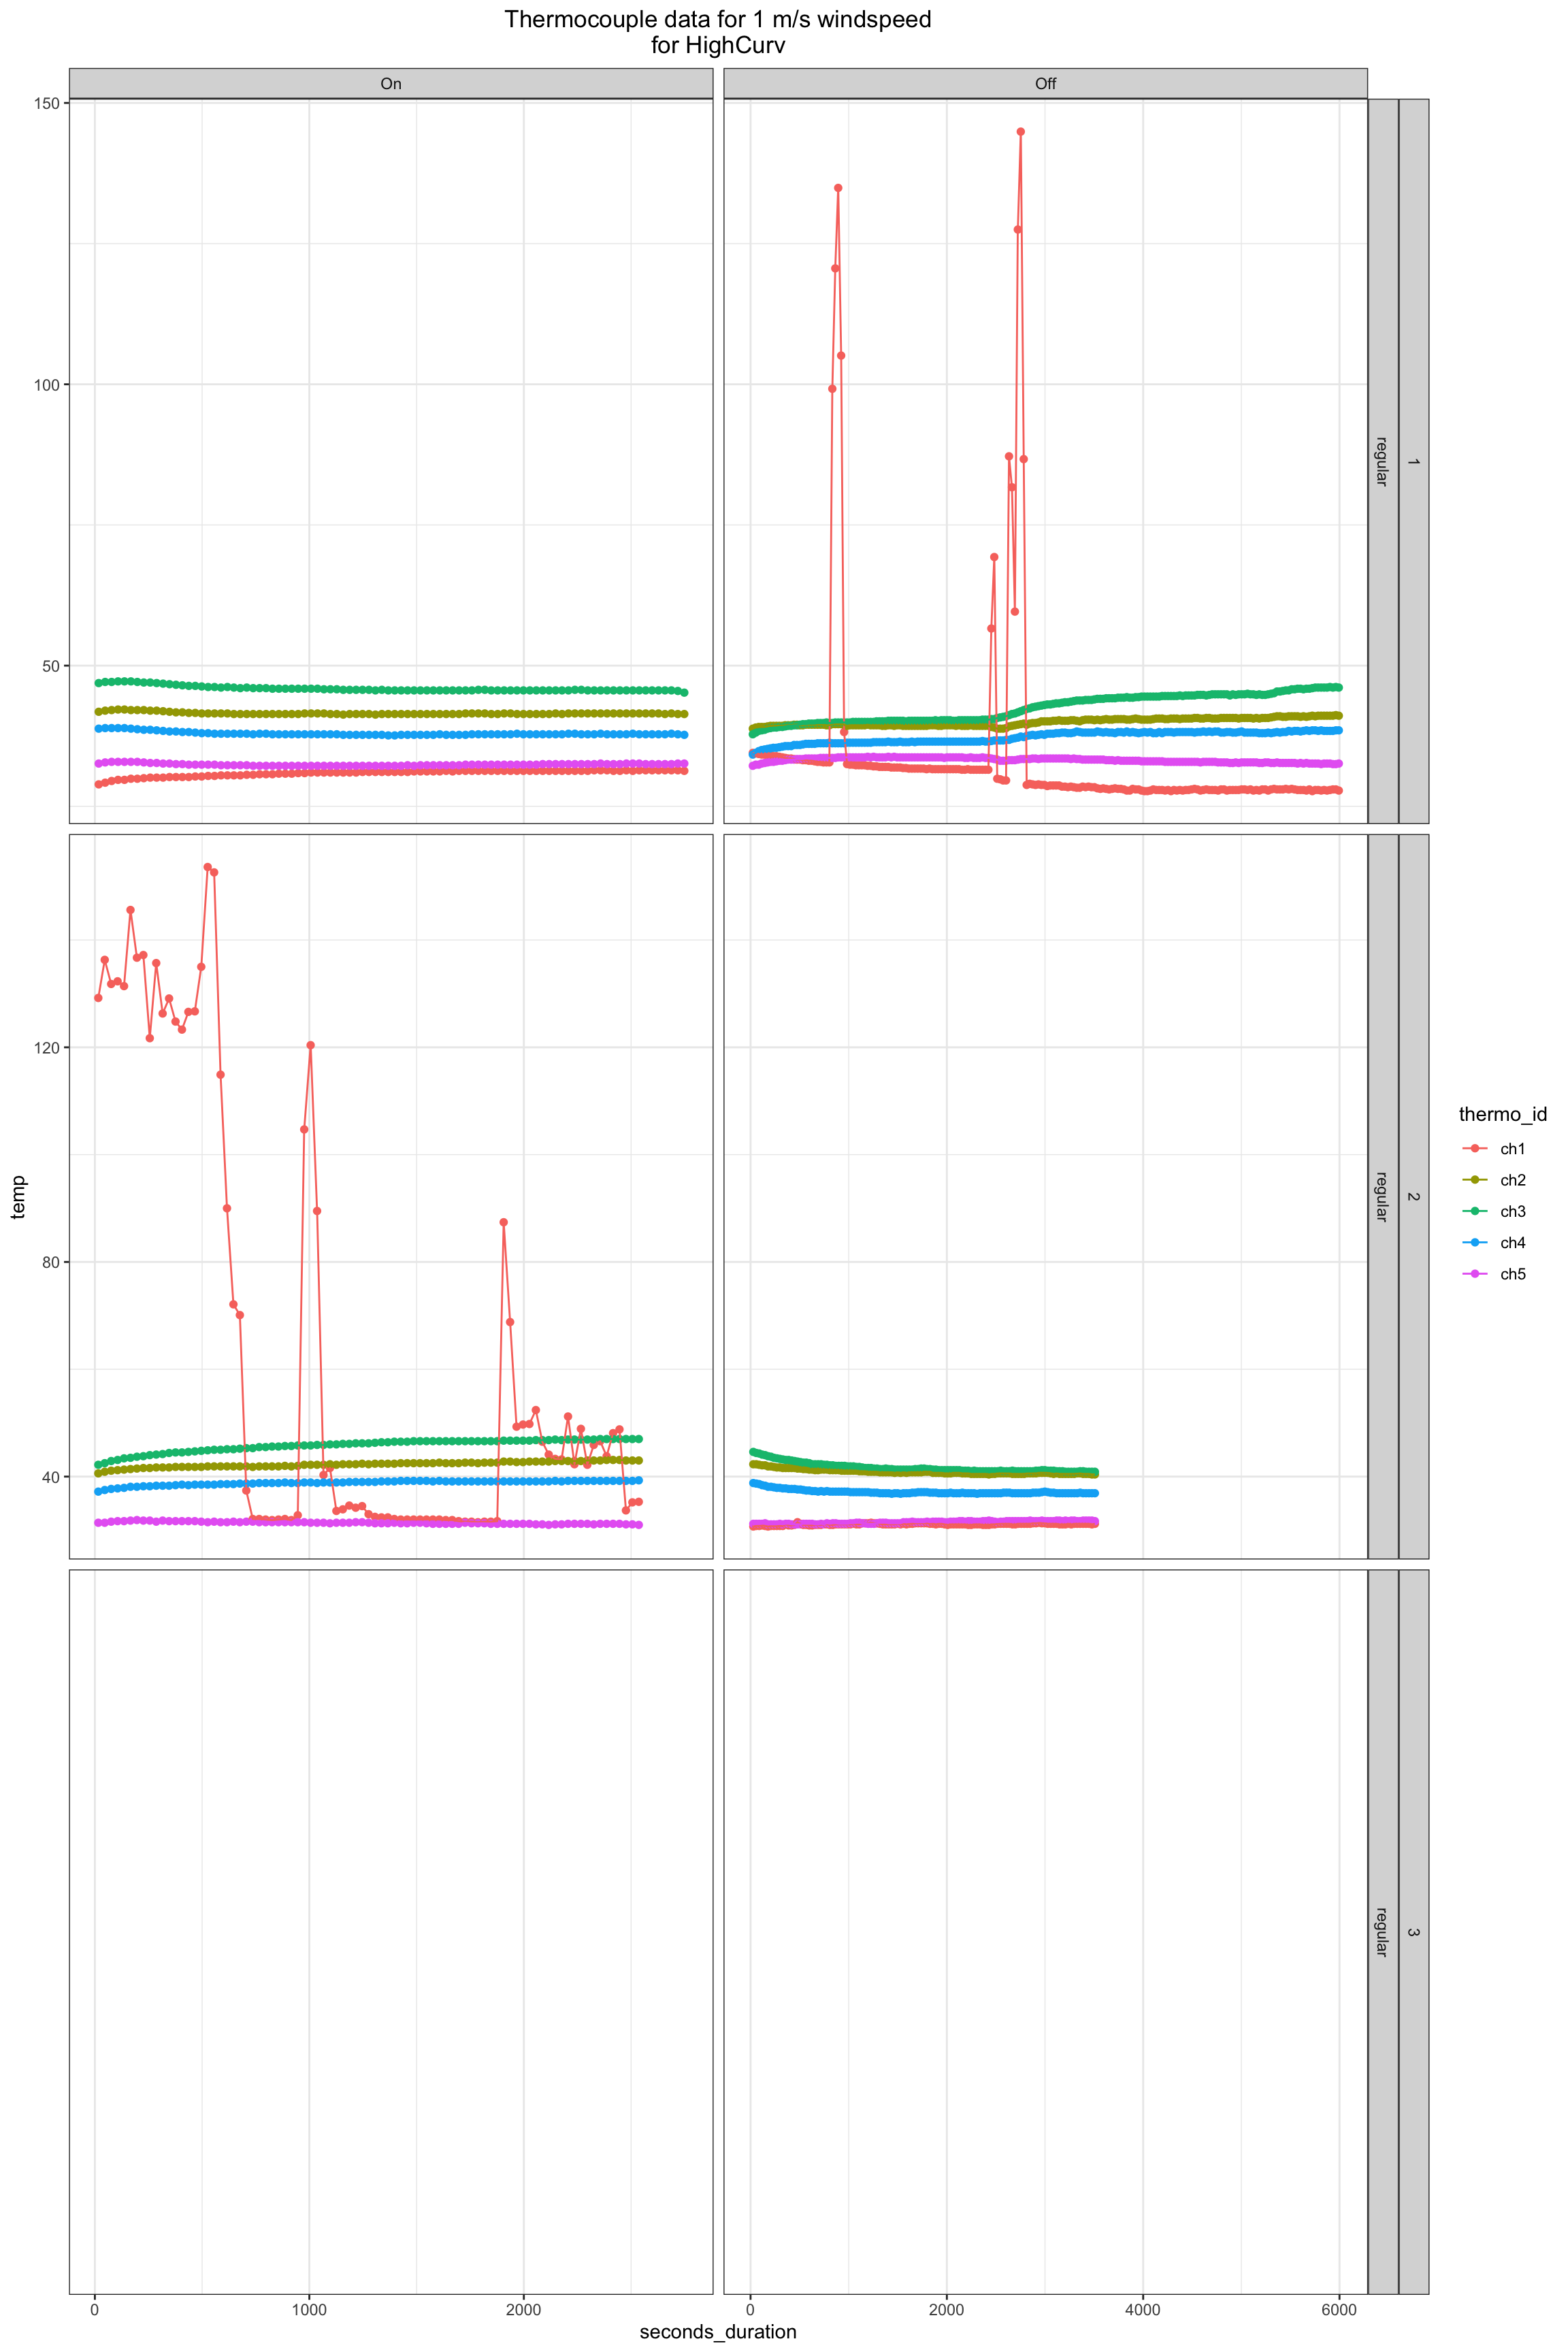 Thermocouple data for 1 m/s windspeed
for HighCurv
On
Off
150
100
50
regular
1
120
80
40
regular
2
regular
3
temp
0
1000
2000
0
2000
4000
6000
seconds_duration
thermo_id
ch1
ch2
ch3
ch4
ch5